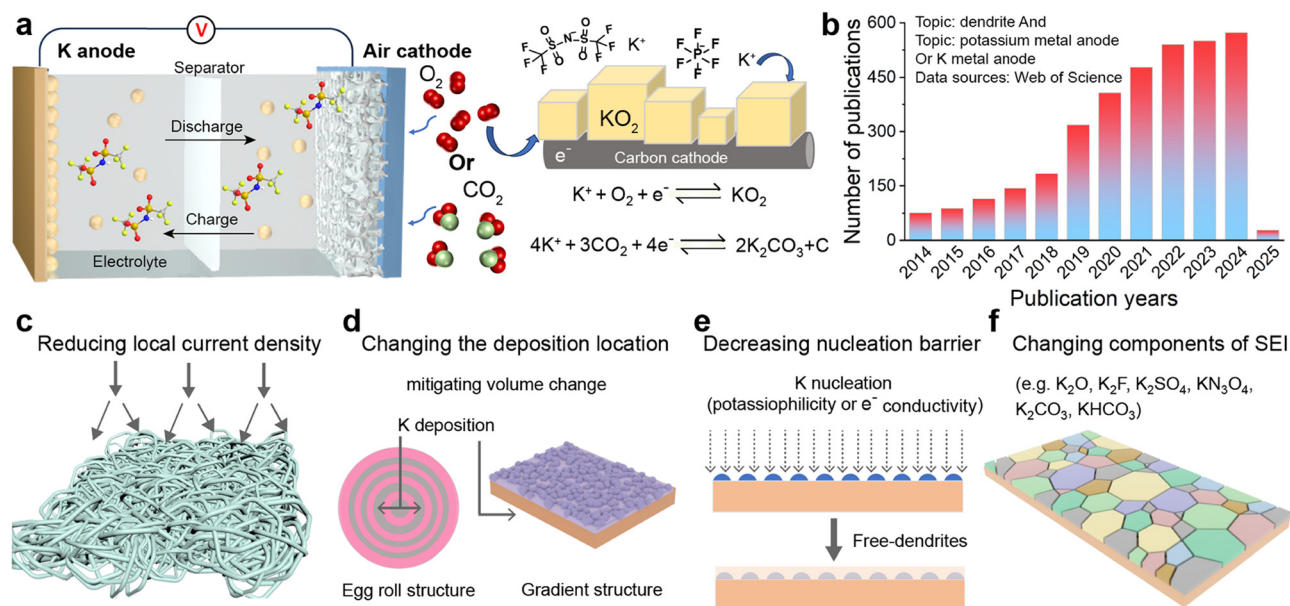 a
V
K anode
Air cathode
Separator
Discharge
Charge
Electrolyte
O₂
Or
CO₂
F
F
F
S
O
O
N⁻
O
S
O
F
F
F
K⁺
F
F
F
P
F
F
F
K⁺
KO₂
e⁻
Carbon cathode
K⁺ + O₂ + e⁻ ⇌ KO₂
4K⁺ + 3CO₂ + 4e⁻ ⇌ 2K₂CO₃+C
b
Topic: dendrite And
Topic: potassium metal anode
Or K metal anode
Data sources: Web of Science
Number of publications
600
450
300
150
0
2014
2015
2016
2017
2018
2019
2020
2021
2022
2023
2024
2025
Publication years
c
Reducing local current density
d
Changing the deposition location
mitigating volume change
K deposition
Egg roll structure
Gradient structure
e
Decreasing nucleation barrier
K nucleation
(potassiophilicity or e⁻ conductivity)
Free-dendrites
f
Changing components of SEI
(e.g. K₂O, K₂F, K₂SO₄, KN₃O₄,
K₂CO₃, KHCO₃)